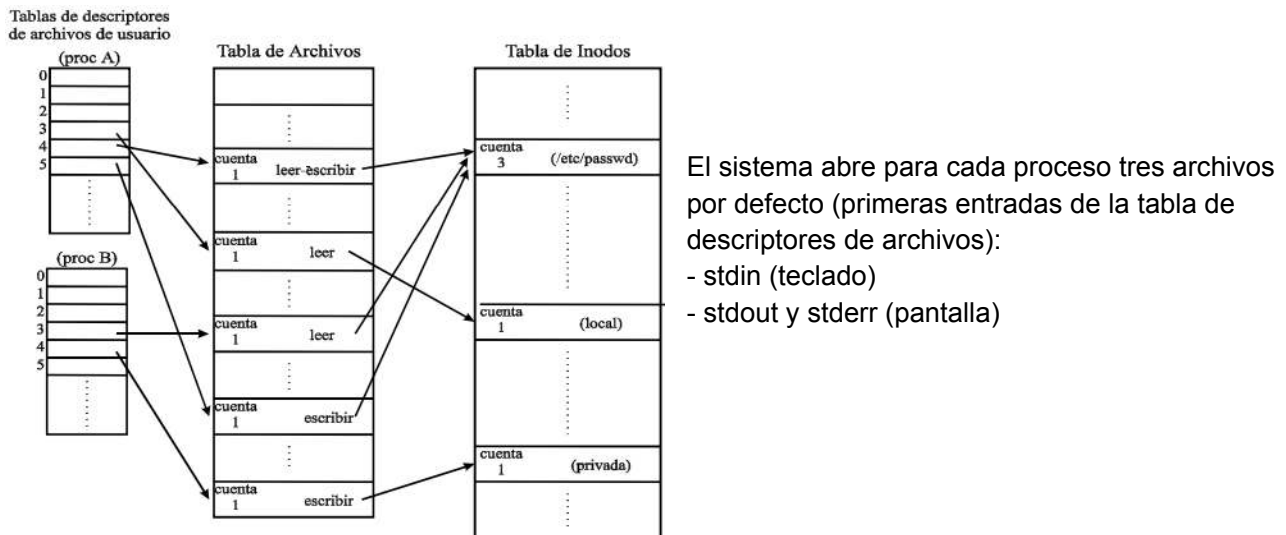 Tablas de descriptores
de archivos de usuario
(proc A)
0
1
2
3
4
5
(proc B)
0
1
2
3
4
5
Tabla de Archivos
cuenta
1 leer-escribir
cuenta
1 leer
cuenta
1 leer
cuenta
1 escribir
cuenta
1 escribir
Tabla de Inodos
cuenta
3 (/etc/passwd)
cuenta
1 (local)
cuenta
1 (privada)
El sistema abre para cada proceso tres archivos
por defecto (primeras entradas de la tabla de
descriptores de archivos):
- stdin (teclado)
- stdout y stderr (pantalla)